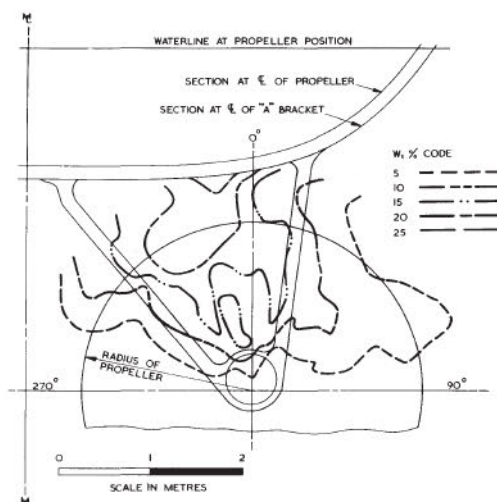 WATERLINE AT PROPELLER POSITION
SECTION AT ℄ OF PROPELLER
SECTION AT ℄ OF "A" BRACKET
0°
W, % CODE
5
10
15
20
25
RADIUS OF
PROPELLER
270°
90°
0 1 2
SCALE IN METRES